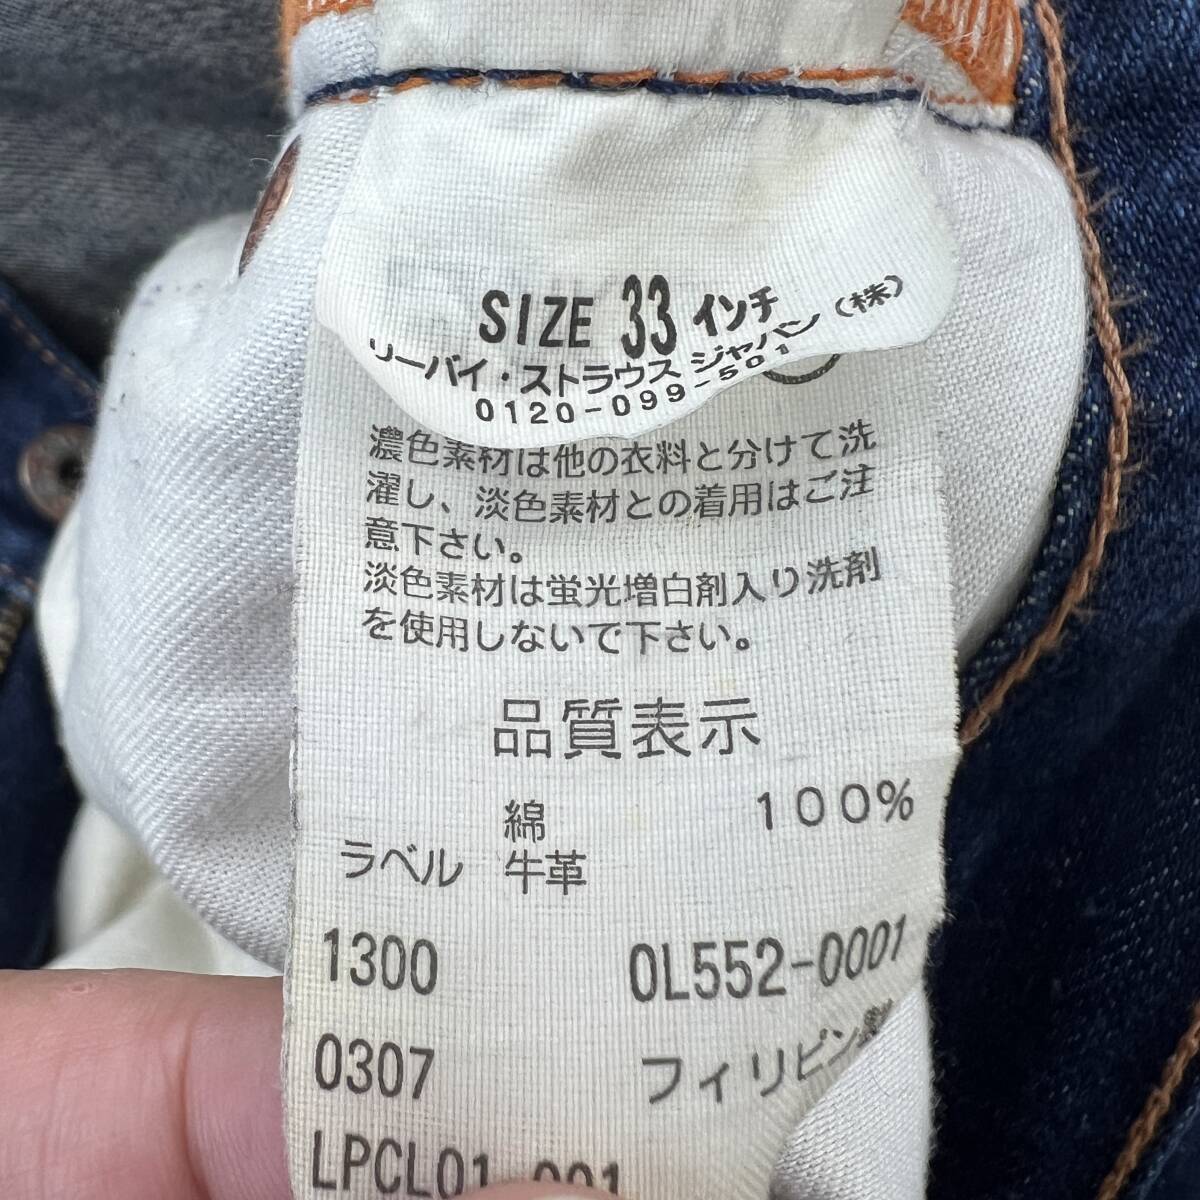 SIZE 33 インチ
リーバイ・ストラウス ジャパン(株)
0120-099-501
濃色素材は他の衣料と分けて洗
濯し、淡色素材との着用はご注
意下さい。
淡色素材は蛍光増白剤入り洗剤
を使用しないで下さい。
品質表示
綿 100%
ラベル 牛革
1300 0L552-0001
0307 フィリピン製
LPCL01-001